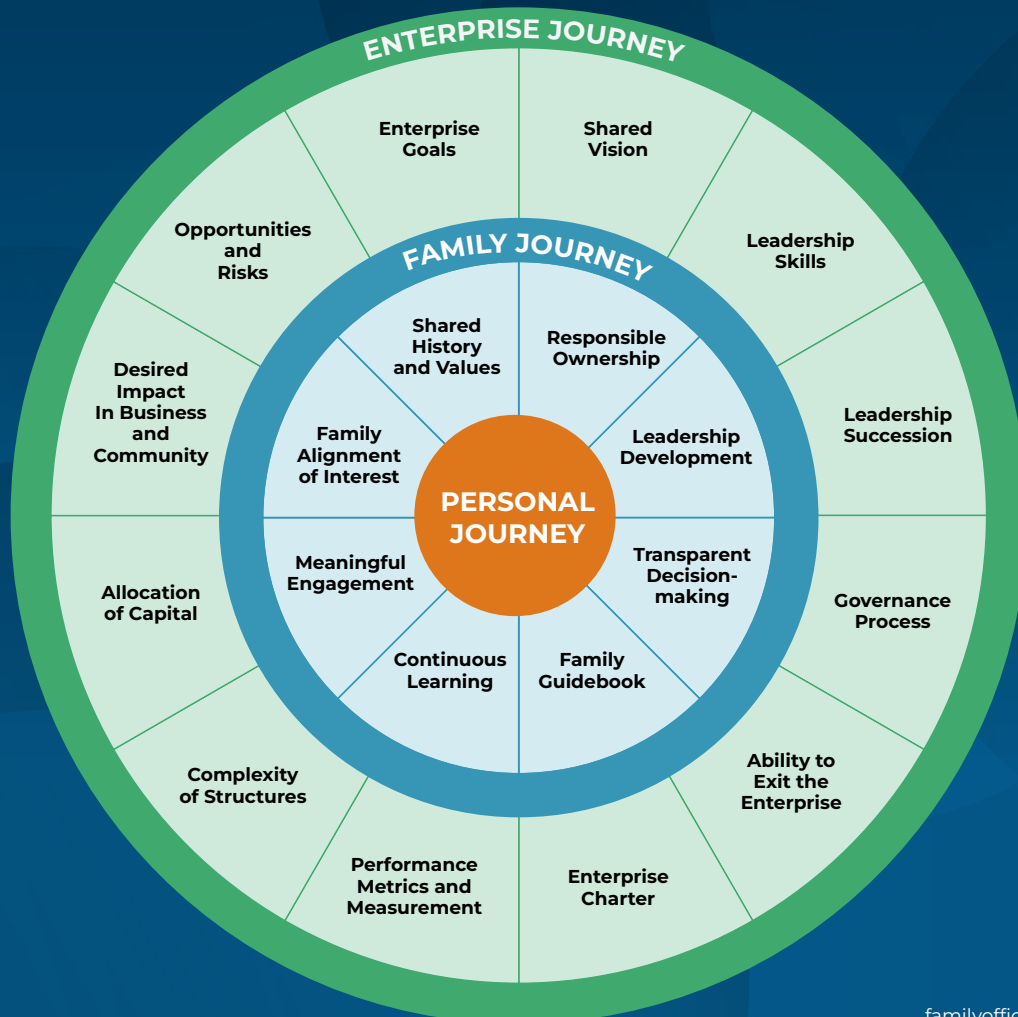 ENTERPRISE JOURNEY
Enterprise
Goals
Shared
Vision
Leadership
Skills
Leadership
Succession
Governance
Process
Ability to
Exit the
Enterprise
Enterprise
Charter
Performance
Metrics and
Measurement
Complexity
of Structures
Allocation
of Capital
Desired
Impact
In Business
and
Community
Opportunities
and
Risks
FAMILY JOURNEY
Shared
History
and Values
Responsible
Ownership
Leadership
Development
Transparent
Decision-
making
Family
Guidebook
Continuous
Learning
Meaningful
Engagement
Family
Alignment
of Interest
PERSONAL
JOURNEY